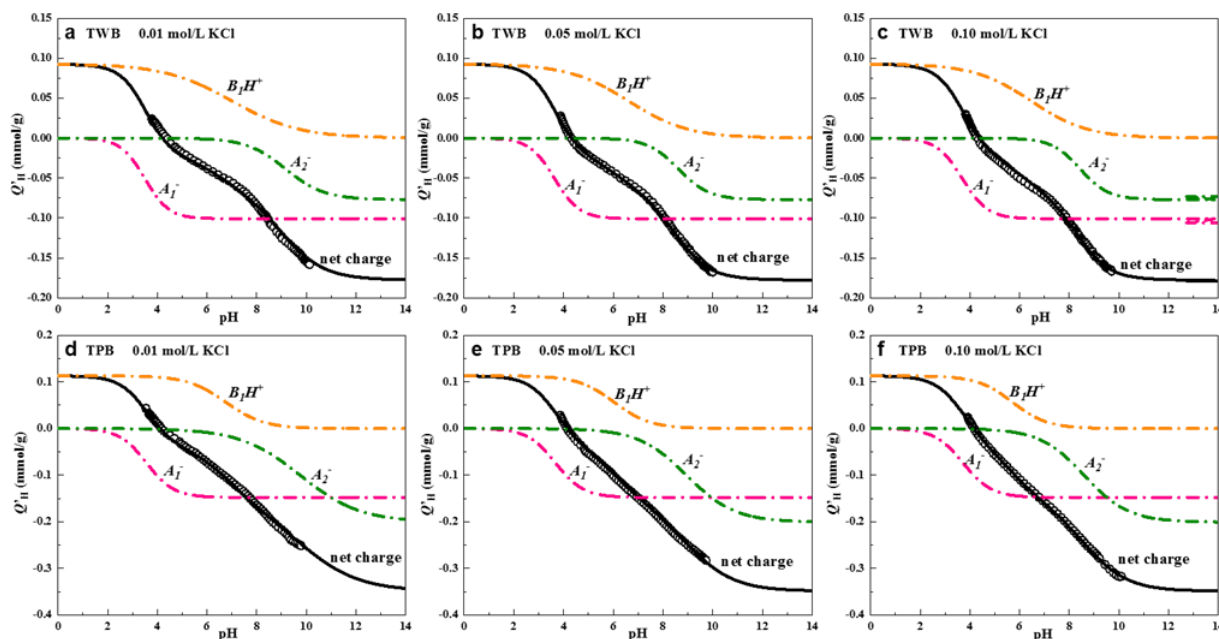 a TWB 0.01 mol/L KCl
0.15
0.10
0.05
0.00
-0.05
-0.10
-0.15
-0.20
Q'H (mmol/g)
B1H+
A2-
A1-
net charge
0 2 4 6 8 10 12 14
pH
b TWB 0.05 mol/L KCl
0.15
0.10
0.05
0.00
-0.05
-0.10
-0.15
-0.20
Q'H (mmol/g)
B1H+
A2-
A1-
net charge
0 2 4 6 8 10 12 14
pH
c TWB 0.10 mol/L KCl
0.15
0.10
0.05
0.00
-0.05
-0.10
-0.15
-0.20
Q'H (mmol/g)
B1H+
A2-
A1-
net charge
0 2 4 6 8 10 12 14
pH
d TPB 0.01 mol/L KCl
0.2
0.1
0.0
-0.1
-0.2
-0.3
-0.4
Q'H (mmol/g)
B1H+
A2-
A1-
net charge
0 2 4 6 8 10 12 14
pH
e TPB 0.05 mol/L KCl
0.2
0.1
0.0
-0.1
-0.2
-0.3
-0.4
Q'H (mmol/g)
B1H+
A2-
A1-
net charge
0 2 4 6 8 10 12 14
pH
f TPB 0.10 mol/L KCl
0.2
0.1
0.0
-0.1
-0.2
-0.3
-0.4
Q'H (mmol/g)
B1H+
A2-
A1-
net charge
0 2 4 6 8 10 12 14
pH